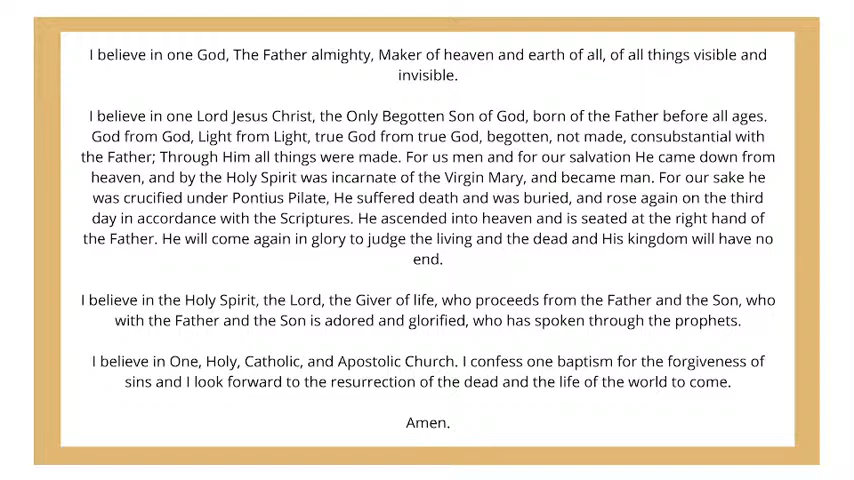 I believe in one God, The Father almighty, Maker of heaven and earth of all, of all things visible and
invisible.
I believe in one Lord Jesus Christ, the Only Begotten Son of God, born of the Father before all ages.
God from God, Light from Light, true God from true God, begotten, not made, consubstantial with
the Father; Through Him all things were made. For us men and for our salvation He came down from
heaven, and by the Holy Spirit was incarnate of the Virgin Mary, and became man. For our sake he
was crucified under Pontius Pilate, He suffered death and was buried, and rose again on the third
day in accordance with the Scriptures. He ascended into heaven and is seated at the right hand of
the Father. He will come again in glory to judge the living and the dead and His kingdom will have no
end.
I believe in the Holy Spirit, the Lord, the Giver of life, who proceeds from the Father and the Son, who
with the Father and the Son is adored and glorified, who has spoken through the prophets.
I believe in One, Holy, Catholic, and Apostolic Church. I confess one baptism for the forgiveness of
sins and I look forward to the resurrection of the dead and the life of the world to come.
Amen.